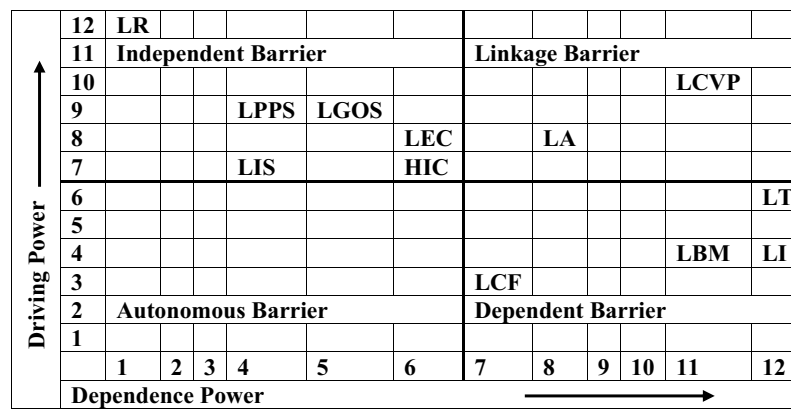 12 LR
11 Independent Barrier Linkage Barrier
10 LCVP
9 LPPS LGOS
8 LEC LA
7 LIS HIC
6 LT
5
4 LBM LI
3 LCF
2 Autonomous Barrier Dependent Barrier
1
1 2 3 4 5 6 7 8 9 10 11 12
Dependence Power
Driving Power